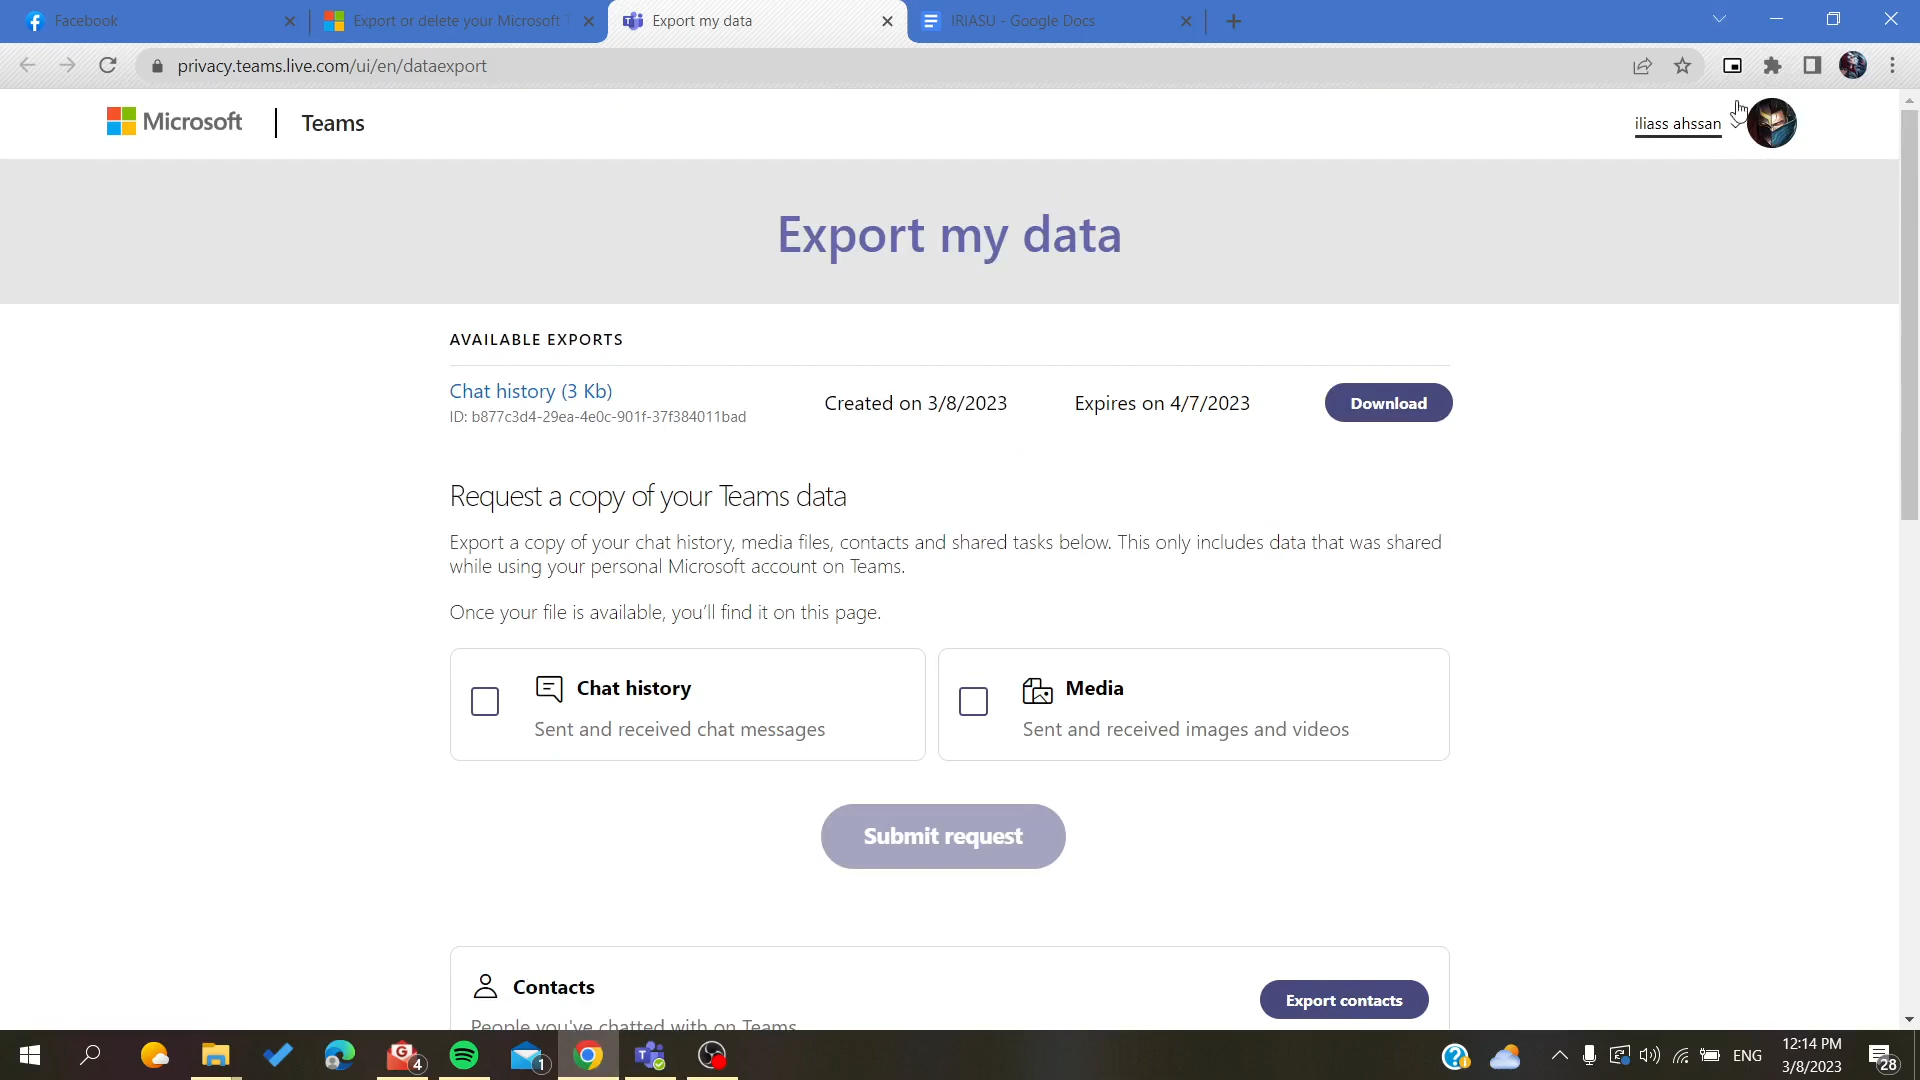 Facebook
Export or delete your Microsoft
Export my data
IRIASU - Google Docs
privacy.teams.live.com/ui/en/dataexport
Microsoft
Teams
iliass ahssan
Export my data
AVAILABLE EXPORTS
Chat history (3 Kb)
Created on 3/8/2023
Expires on 4/7/2023
Download
ID: b877c3d4-29ea-4e0c-901f-37f384011bad
Request a copy of your Teams data
Export a copy of your chat history, media files, contacts and shared tasks below. This only includes data that was shared
while using your personal Microsoft account on Teams.
Once your file is available, you'll find it on this page.
Chat history
Sent and received chat messages
Media
Sent and received images and videos
Submit request
Contacts
People you've chatted with on Teams
Export contacts
4
1
ENG
12:14 PM
3/8/2023
28